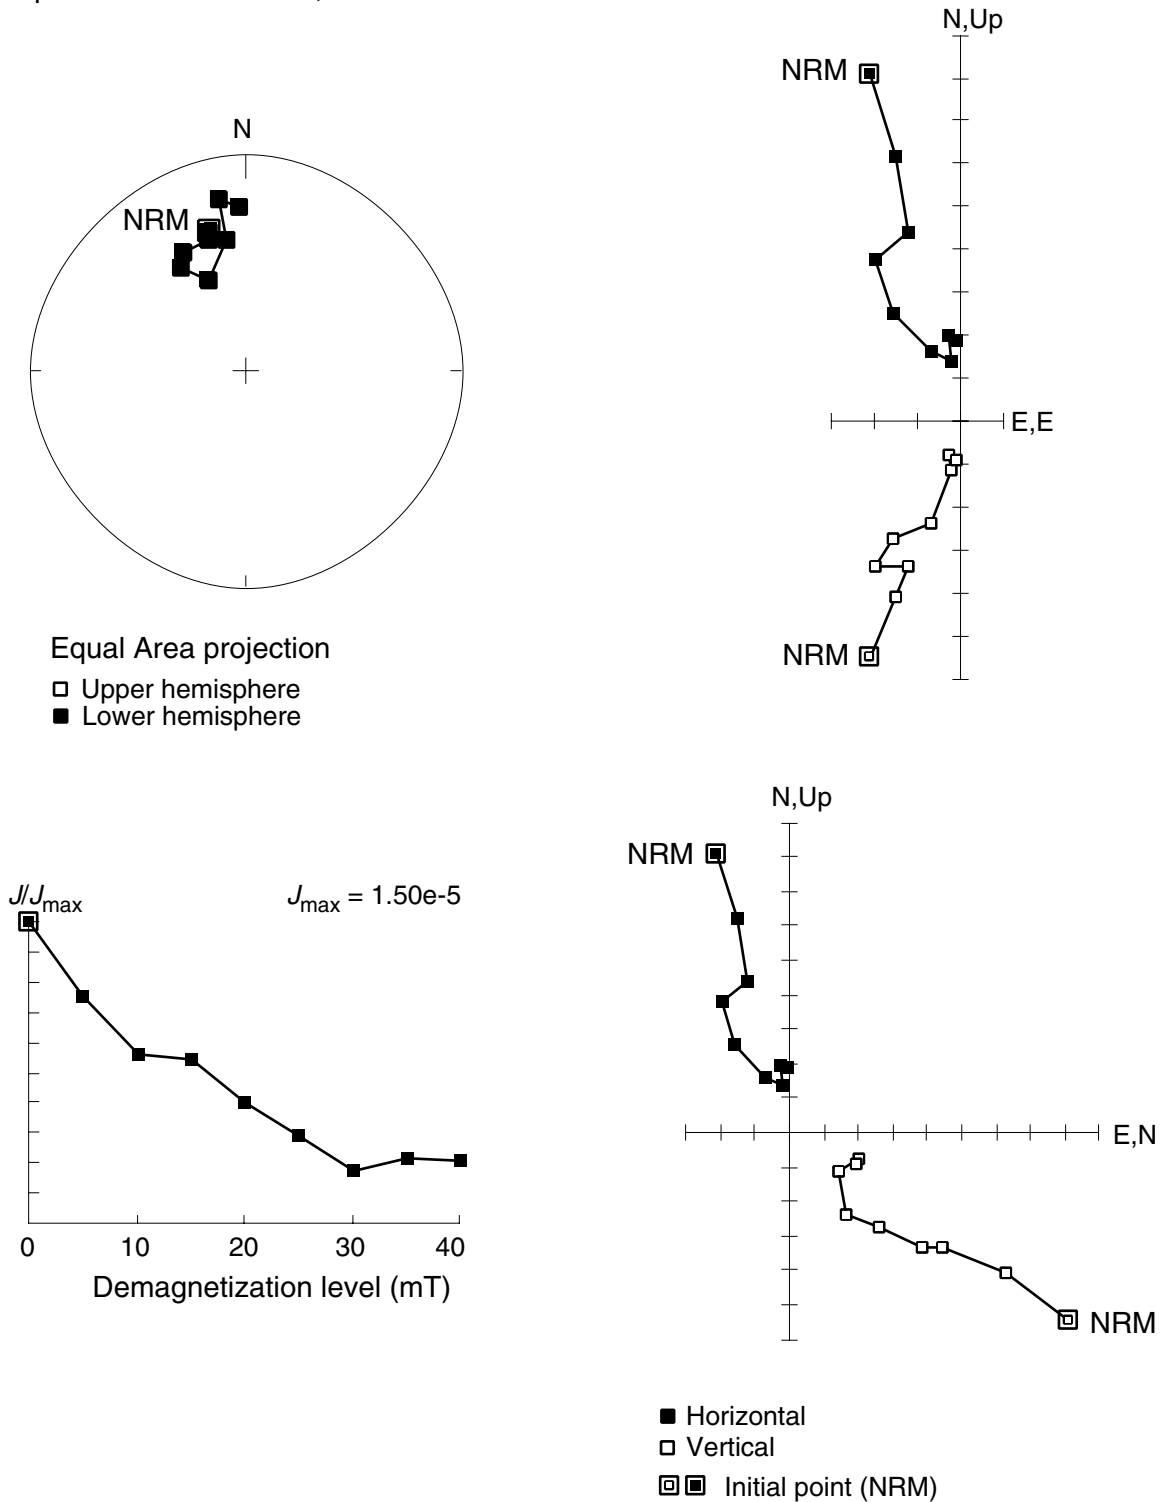 N
NRM
Equal Area projection
Upper hemisphere
Lower hemisphere
N,Up
NRM
E,E
NRM
J/Jmax
Jmax = 1.50e-5
0 10 20 30 40
Demagnetization level (mT)
N,Up
NRM
E,N
NRM
Horizontal
Vertical
Initial point (NRM)